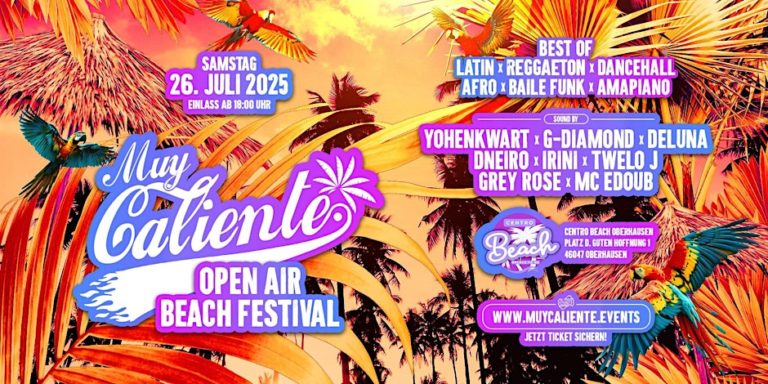 SAMSTAG
26. JULI 2025
EINLASS AB 18:00 UHR
Muy
Caliente
OPEN AIR
BEACH FESTIVAL
BEST OF
LATIN x REGGAETON x DANCEHALL
AFRO x BAILE FUNK x AMAPIANO
SOUND BY
YOHENKWART x G-DIAMOND x DELUNA
DNEIRO x IRINI x TWELO J
GREY ROSE x MC EDOUB
CENTRO
Beach
CENTRO BEACH OBERHAUSEN
PLATZ D. GUTEN HOFFNUNG 1
46047 OBERHAUSEN
WWW.MUYCALIENTE.EVENTS
JETZT TICKET SICHERN!